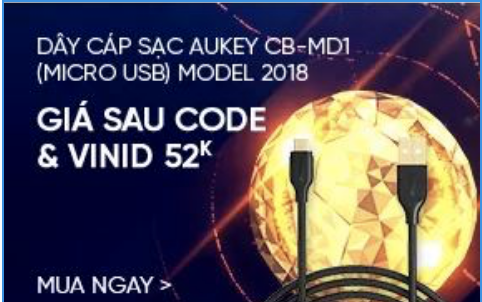 DÂY CÁP SẠC AUKEY CB-MD1
(MICRO USB) MODEL 2018
GIÁ SAU CODE
& VINID 52K
MUA NGAY >